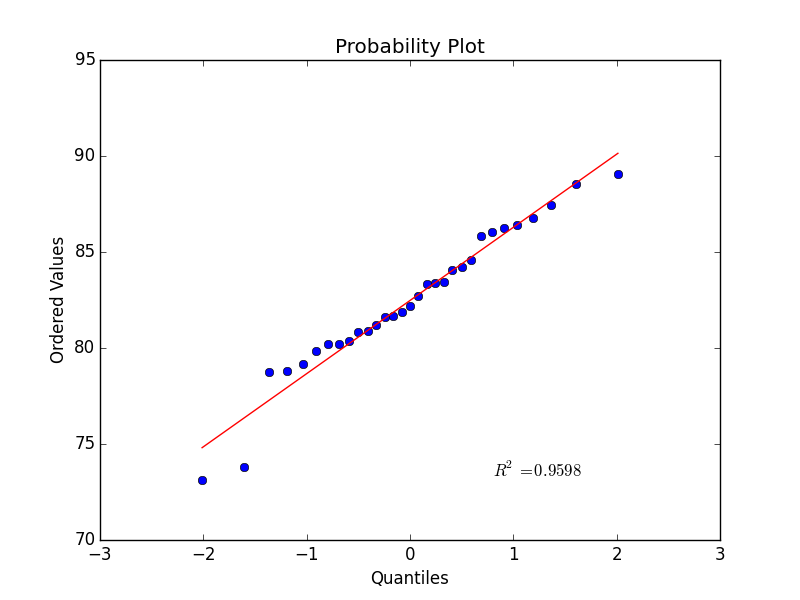 Probability Plot
95
90
85
80
75
70
Ordered Values
R² = 0.9598
−3 −2 −1 0 1 2 3
Quantiles